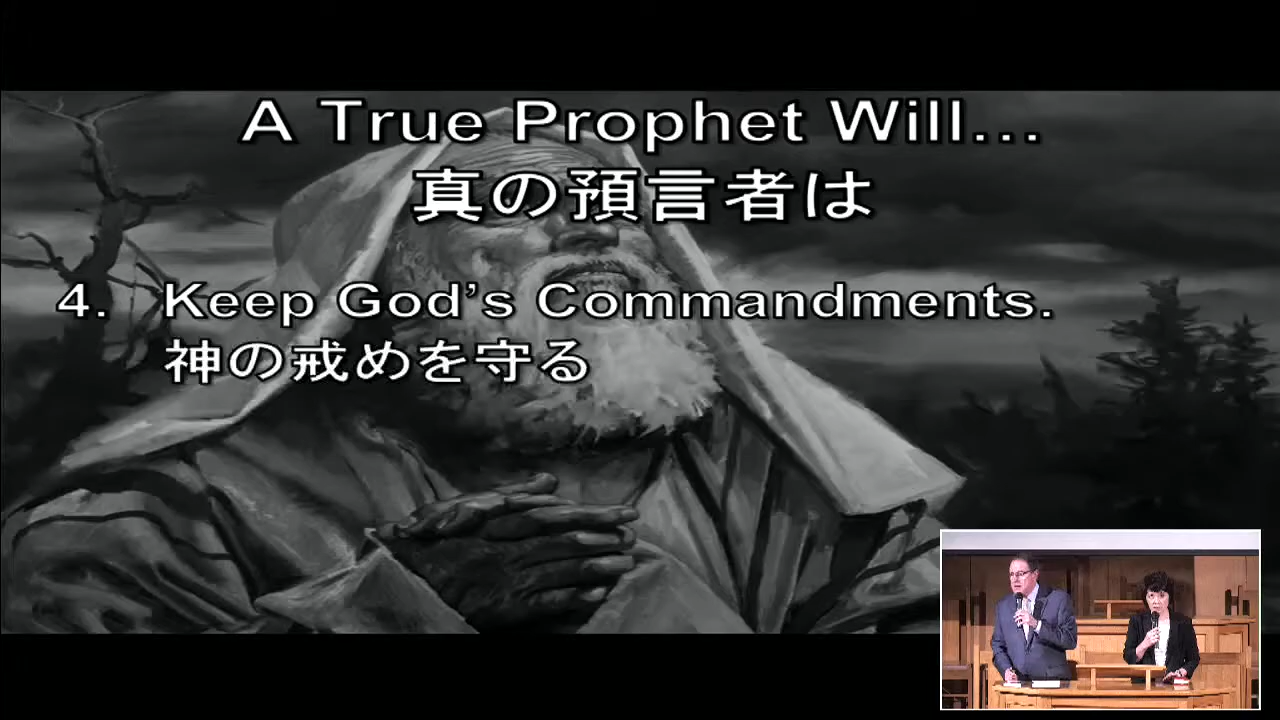 A True Prophet Will...
真の預言者は
4. Keep God's Commandments.
神の戒めを守る